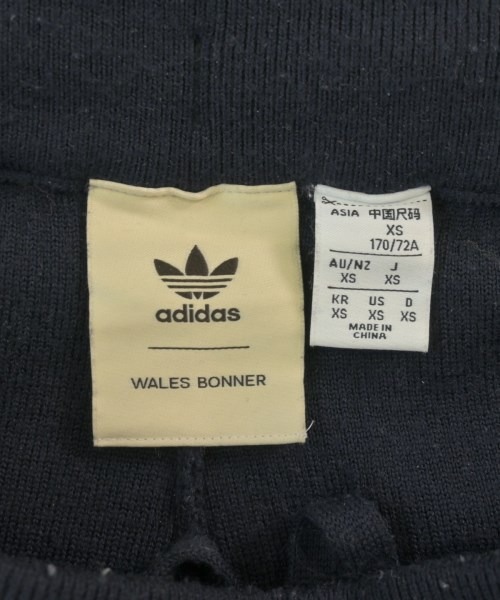 adidas
WALES BONNER
ASIA 中国尺码
XS
170/72A
AU/NZ J
XS XS
KR US D
XS XS XS
MADE IN
CHINA